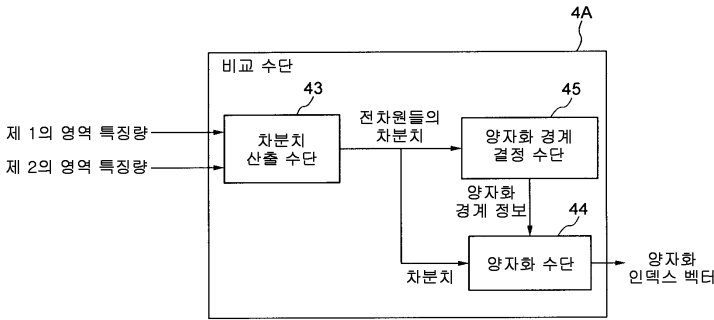 4A
비교 수단
43
45
제 1의 영역 특징량
제 2의 영역 특징량
차분치
산출 수단
전차원들의
차분치
양자화 경계
결정 수단
양자화
경계 정보
44
차분치
양자화 수단
양자화
인덱스 벡터